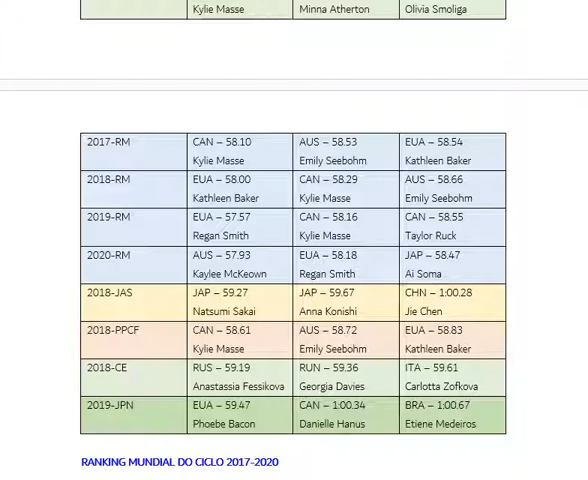 Kylie Masse Minna Atherton Olivia Smoliga
2017-RM CAN – 58.10 AUS – 58.53 EUA – 58.54
Kylie Masse Emily Seebohm Kathleen Baker
2018-RM EUA – 58.00 CAN – 58.29 AUS – 58.66
Kathleen Baker Kylie Masse Emily Seebohm
2019-RM EUA – 57.57 CAN – 58.16 CAN – 58.55
Regan Smith Kylie Masse Taylor Ruck
2020-RM AUS – 57.93 EUA – 58.18 JAP – 58.47
Kaylee McKeown Regan Smith Ai Soma
2018-JAS JAP – 59.27 JAP – 59.67 CHN – 1:00.28
Natsumi Sakai Anna Konishi Jie Chen
2018-PPCF CAN – 58.61 AUS – 58.72 EUA – 58.83
Kylie Masse Emily Seebohm Kathleen Baker
2018-CE RUS – 59.19 RUN – 59.36 ITA – 59.61
Anastassia Fessikova Georgia Davies Carlotta Zofkova
2019-JPN EUA – 59.47 CAN – 1:00.34 BRA – 1:00.67
Phoebe Bacon Danielle Hanus Etiene Medeiros
RANKING MUNDIAL DO CICLO 2017-2020